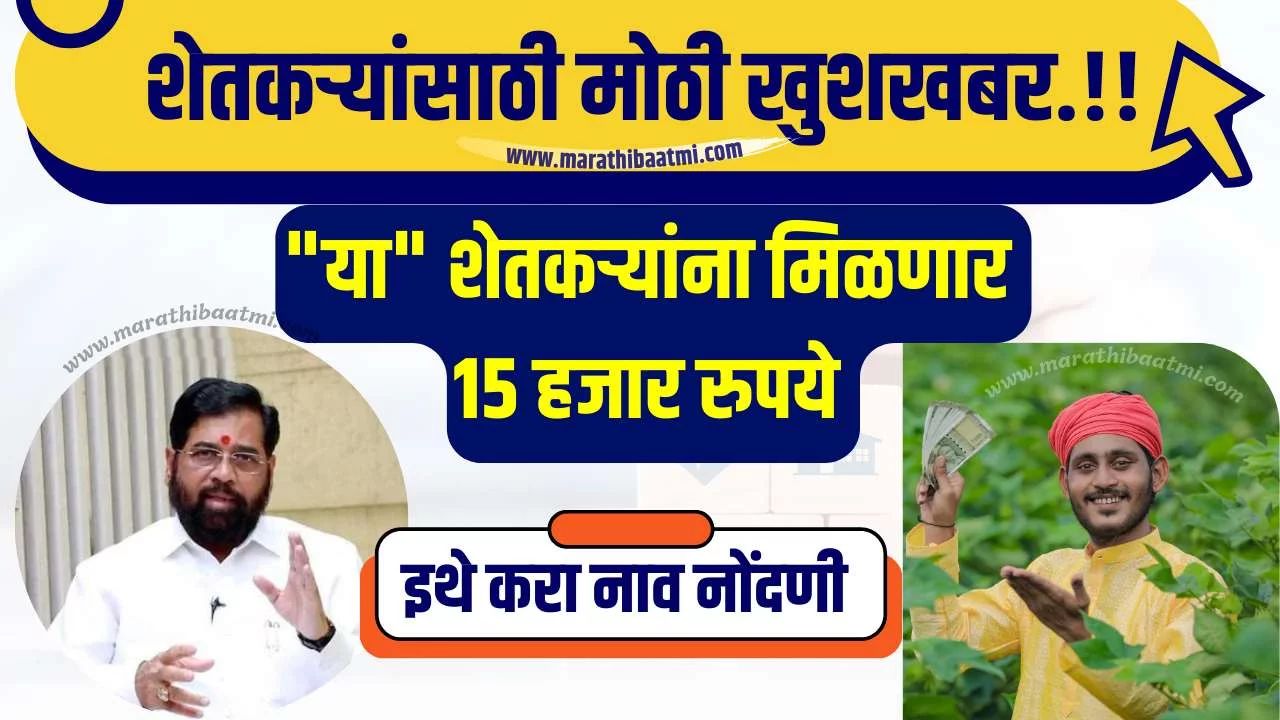 शेतकऱ्यांसाठी मोठी खुशखबर.!!
www.marathibaatmi.com
"या" शेतकऱ्यांना मिळणार
15 हजार रुपये
www.marathibaatmi.com
www.marathibaatmi.com
इथे करा नाव नोंदणी